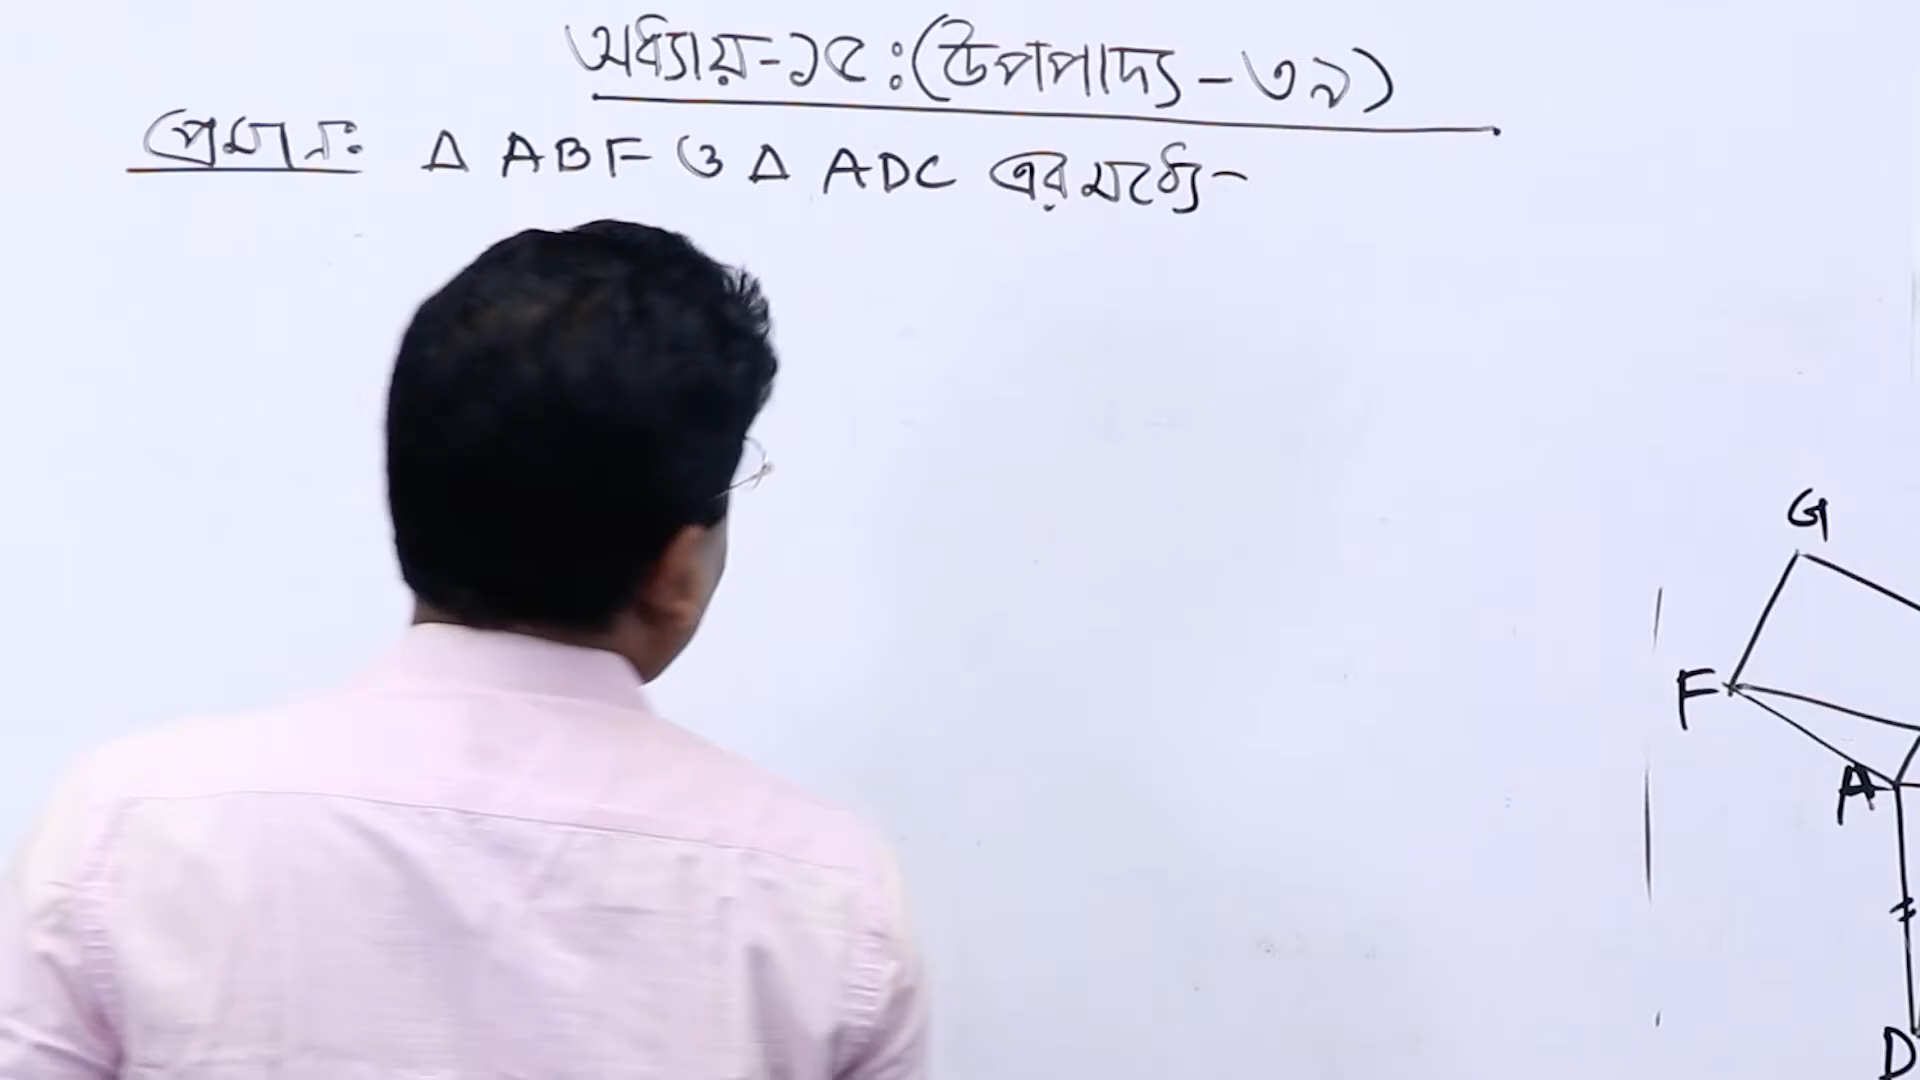 অধ্যায়-১৫:(উপপাদ্য-৩৯)
প্রমাণ: Δ ABF ও Δ ADC এর মধ্যে-
G
F
A
D